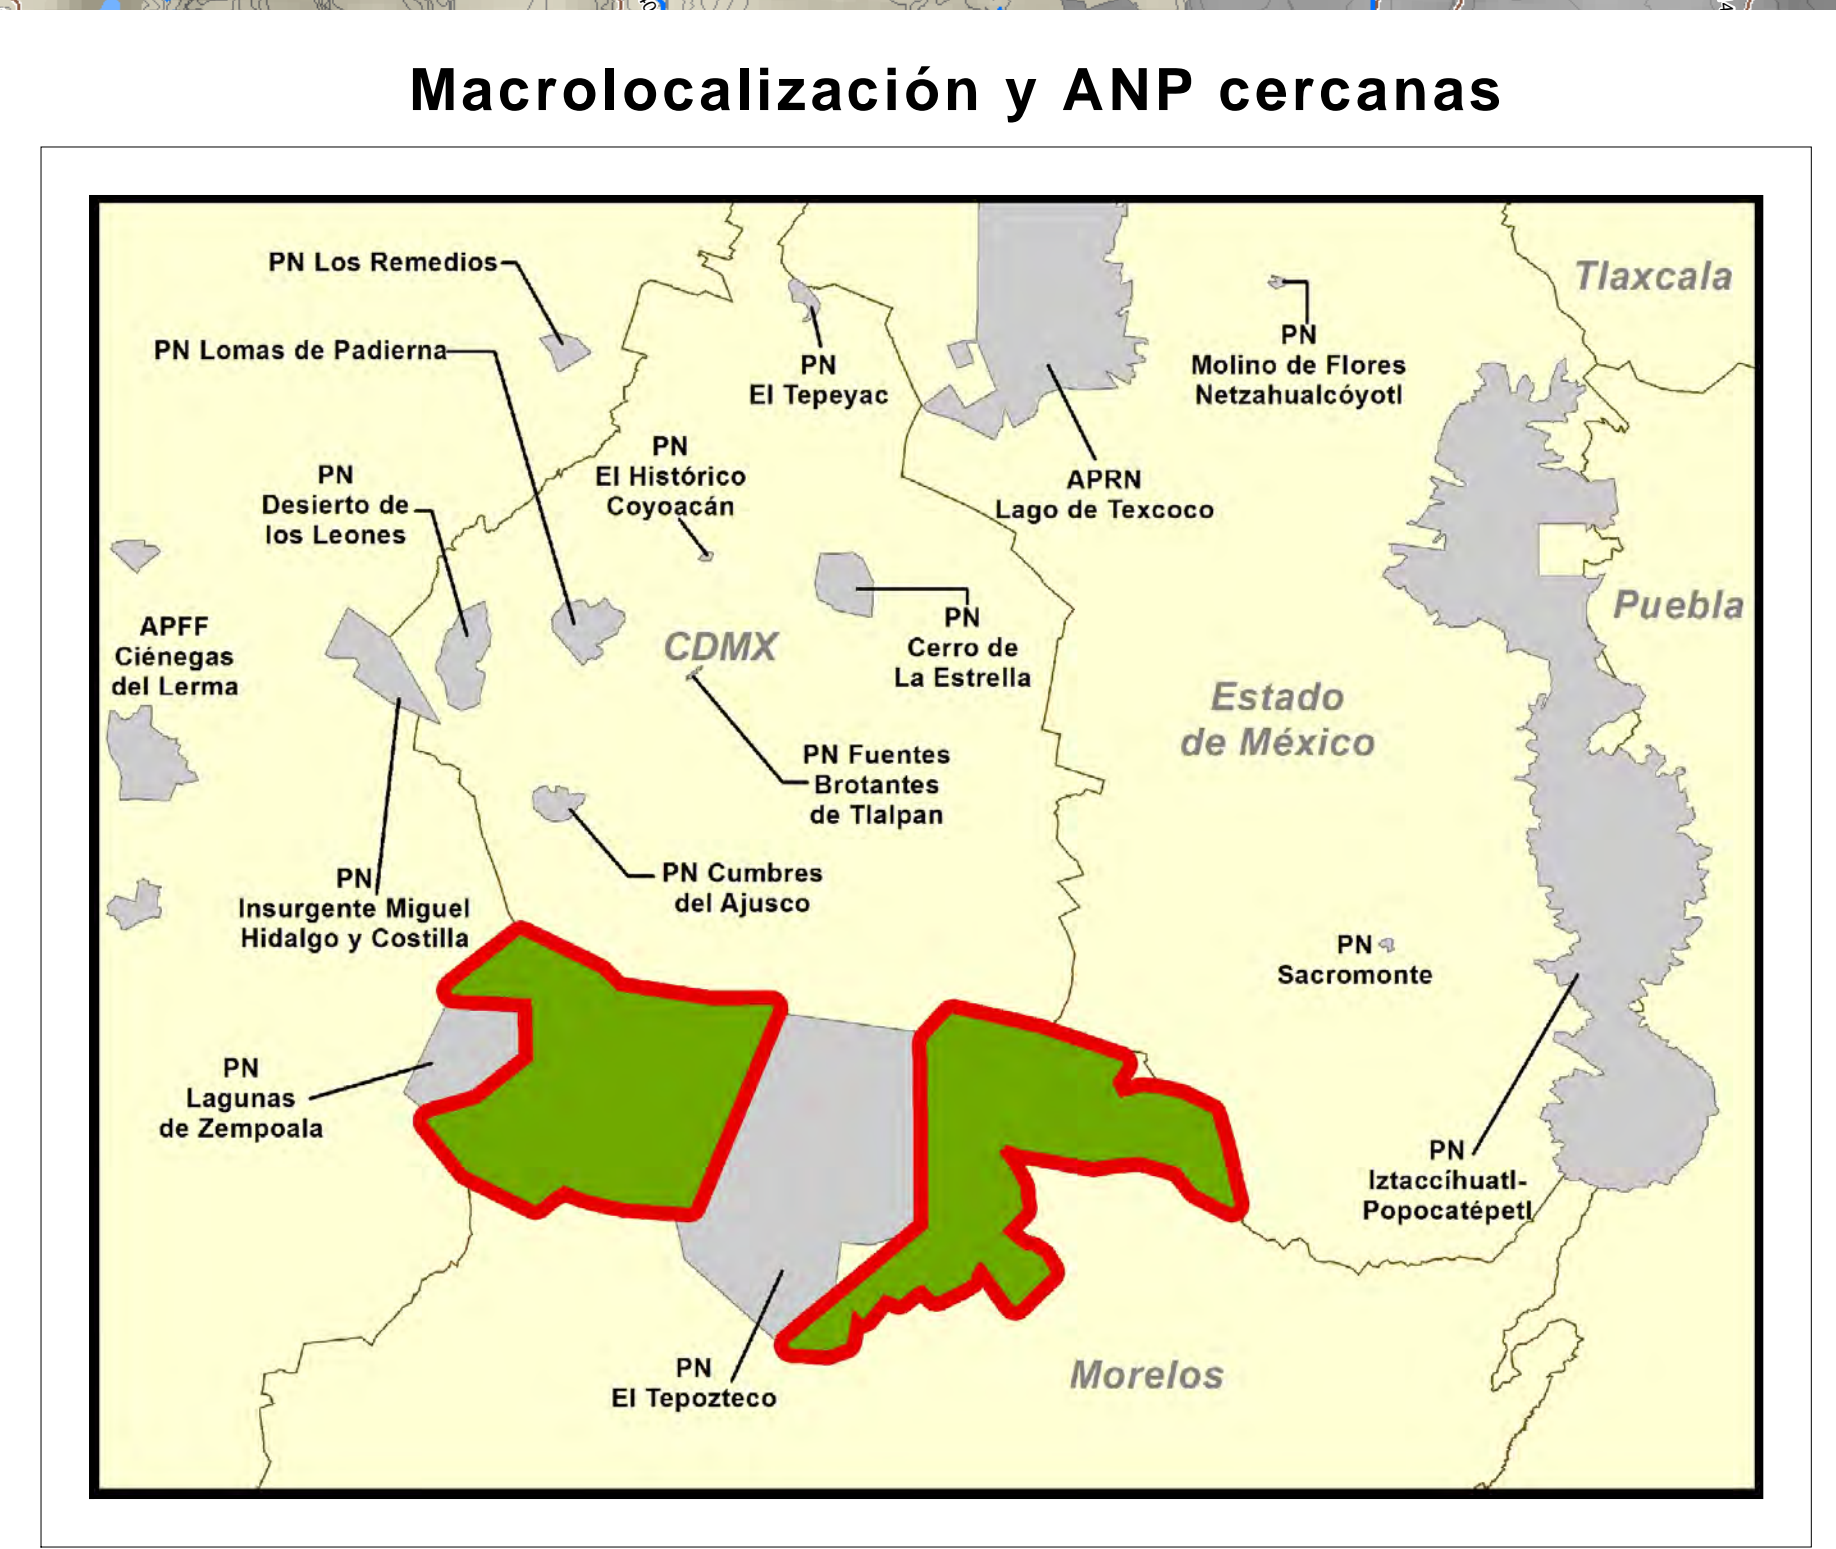 Macrolocalización y ANP cercanas
PN Los Remedios
Tlaxcala
PN Lomas de Padierna
PN
El Tepeyac
PN
Molino de Flores
Netzahualcóyotl
PN
El Histórico
Coyoacán
PN
Desierto de
los Leones
APRN
Lago de Texcoco
Puebla
APFF
Ciénegas
del Lerma
CDMX
PN
Cerro de
La Estrella
Estado
de México
PN Fuentes
Brotantes
de Tlalpan
PN
Insurgente Miguel
Hidalgo y Costilla
PN Cumbres
del Ajusco
PN
Sacromonte
PN
Lagunas
de Zempoala
PN
Iztaccíhuatl-
Popocatépetl
PN
El Tepozteco
Morelos